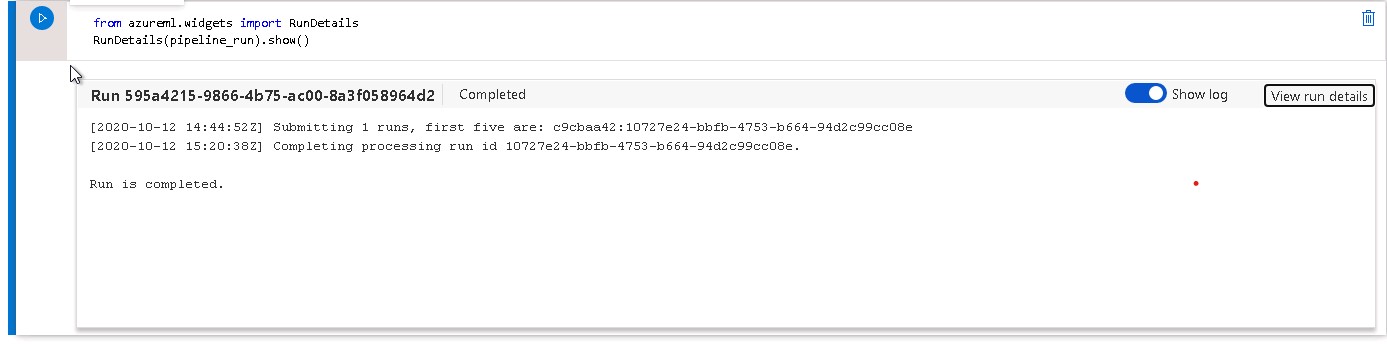 from azureml.widgets import RunDetails
RunDetails(pipeline_run).show()
Run 595a4215-9866-4b75-ac00-8a3f058964d2 Completed Show log View run details
[2020-10-12 14:44:52Z] Submitting 1 runs, first five are: c9cbaa42:10727e24-bbfb-4753-b664-94d2c99cc08e
[2020-10-12 15:20:38Z] Completing processing run id 10727e24-bbfb-4753-b664-94d2c99cc08e.
Run is completed.